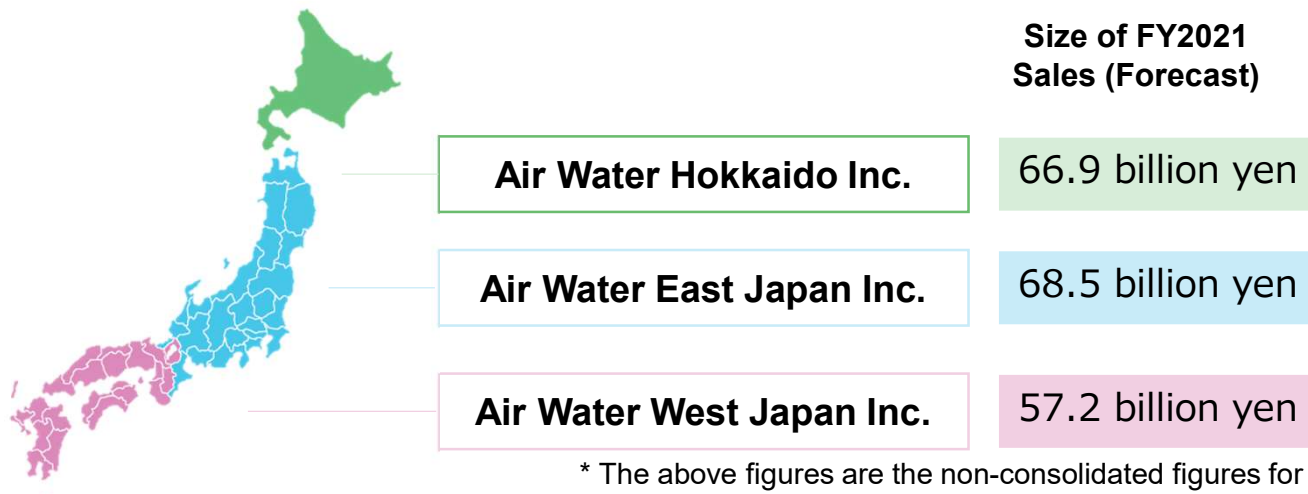 Size of FY2021
Sales (Forecast)
Air Water Hokkaido Inc.
66.9 billion yen
Air Water East Japan Inc.
68.5 billion yen
Air Water West Japan Inc.
57.2 billion yen
* The above figures are the non-consolidated figures for